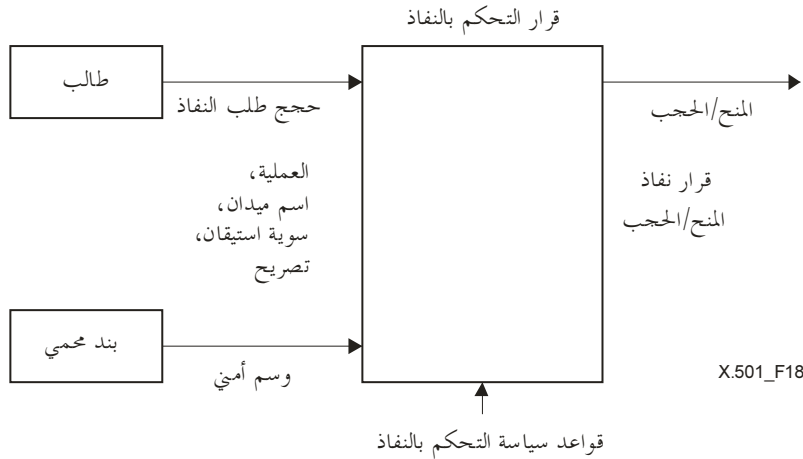 قرار التحكم بالنفاذ
طالب
حجج طلب النفاذ
المنح/الحجب
العملية،
اسم ميدان،
سوية استيقان،
تصريح
قرار نفاذ
المنح/الحجب
بند محمي
وسم أمني
X.501_F18
قواعد سياسة التحكم بالنفاذ